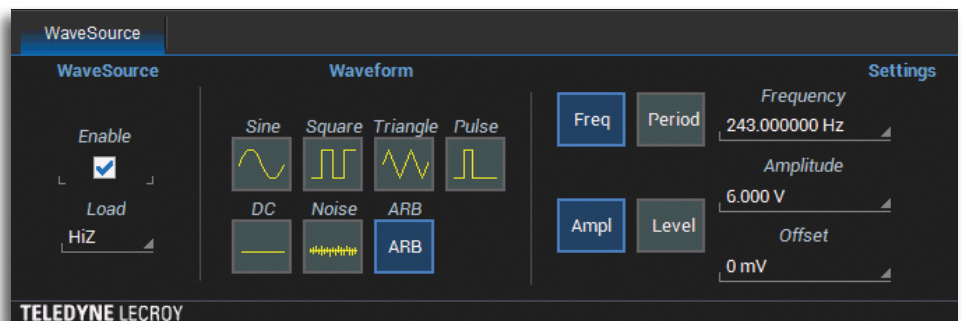 WaveSource
WaveSource
Waveform
Settings
Enable
Load
HiZ
Sine Square Triangle Pulse
DC Noise ARB
ARB
Freq Period
Frequency
243.000000 Hz
Amplitude
6.000 V
Ampl Level
Offset
0 mV
TELEDYNE LECROY